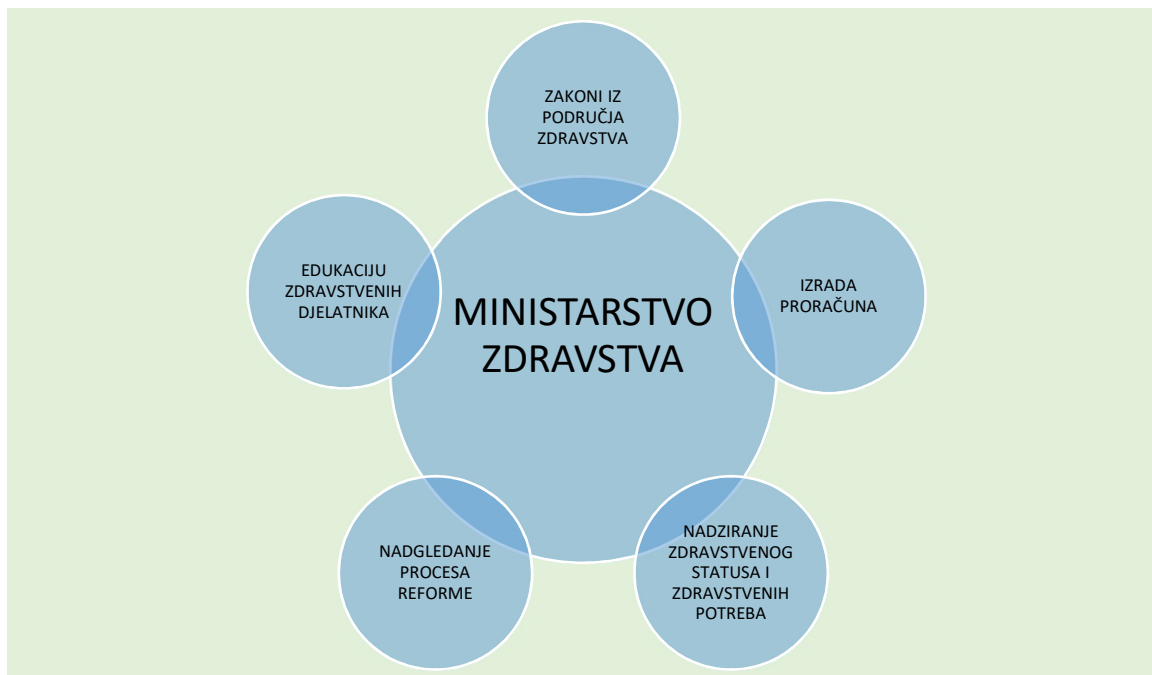 ZAKONI IZ
PODRUČJA
ZDRAVSTVA
EDUKACIJU
ZDRAVSTVENIH
DJELATNIKA
MINISTARSTVO
ZDRAVSTVA
IZRADA
PRORAČUNA
NADGLEDANJE
PROCESA
REFORME
NADZIRANJE
ZDRAVSTVENOG
STATUSA I
ZDRAVSTVENIH
POTREBA